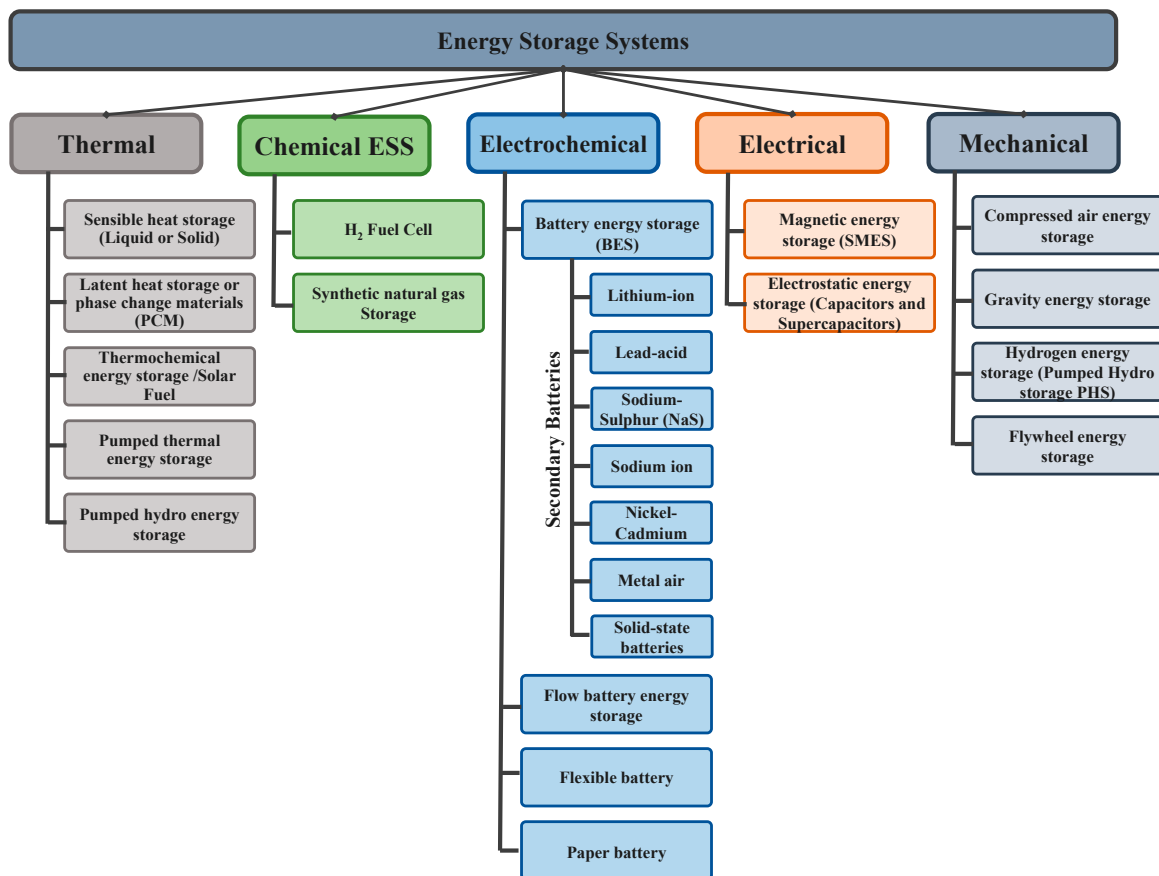 Energy Storage Systems
Thermal
Chemical ESS
Electrochemical
Electrical
Mechanical
Sensible heat storage
(Liquid or Solid)
Latent heat storage or
phase change materials
(PCM)
Thermochemical
energy storage /Solar
Fuel
Pumped thermal
energy storage
Pumped hydro energy
storage
H₂ Fuel Cell
Synthetic natural gas
Storage
Battery energy storage
(BES)
Secondary Batteries
Lithium-ion
Lead-acid
Sodium-
Sulphur (NaS)
Sodium ion
Nickel-
Cadmium
Metal air
Solid-state
batteries
Flow battery energy
storage
Flexible battery
Paper battery
Magnetic energy
storage (SMES)
Electrostatic energy
storage (Capacitors and
Supercapacitors)
Compressed air energy
storage
Gravity energy storage
Hydrogen energy
storage (Pumped Hydro
storage PHS)
Flywheel energy
storage